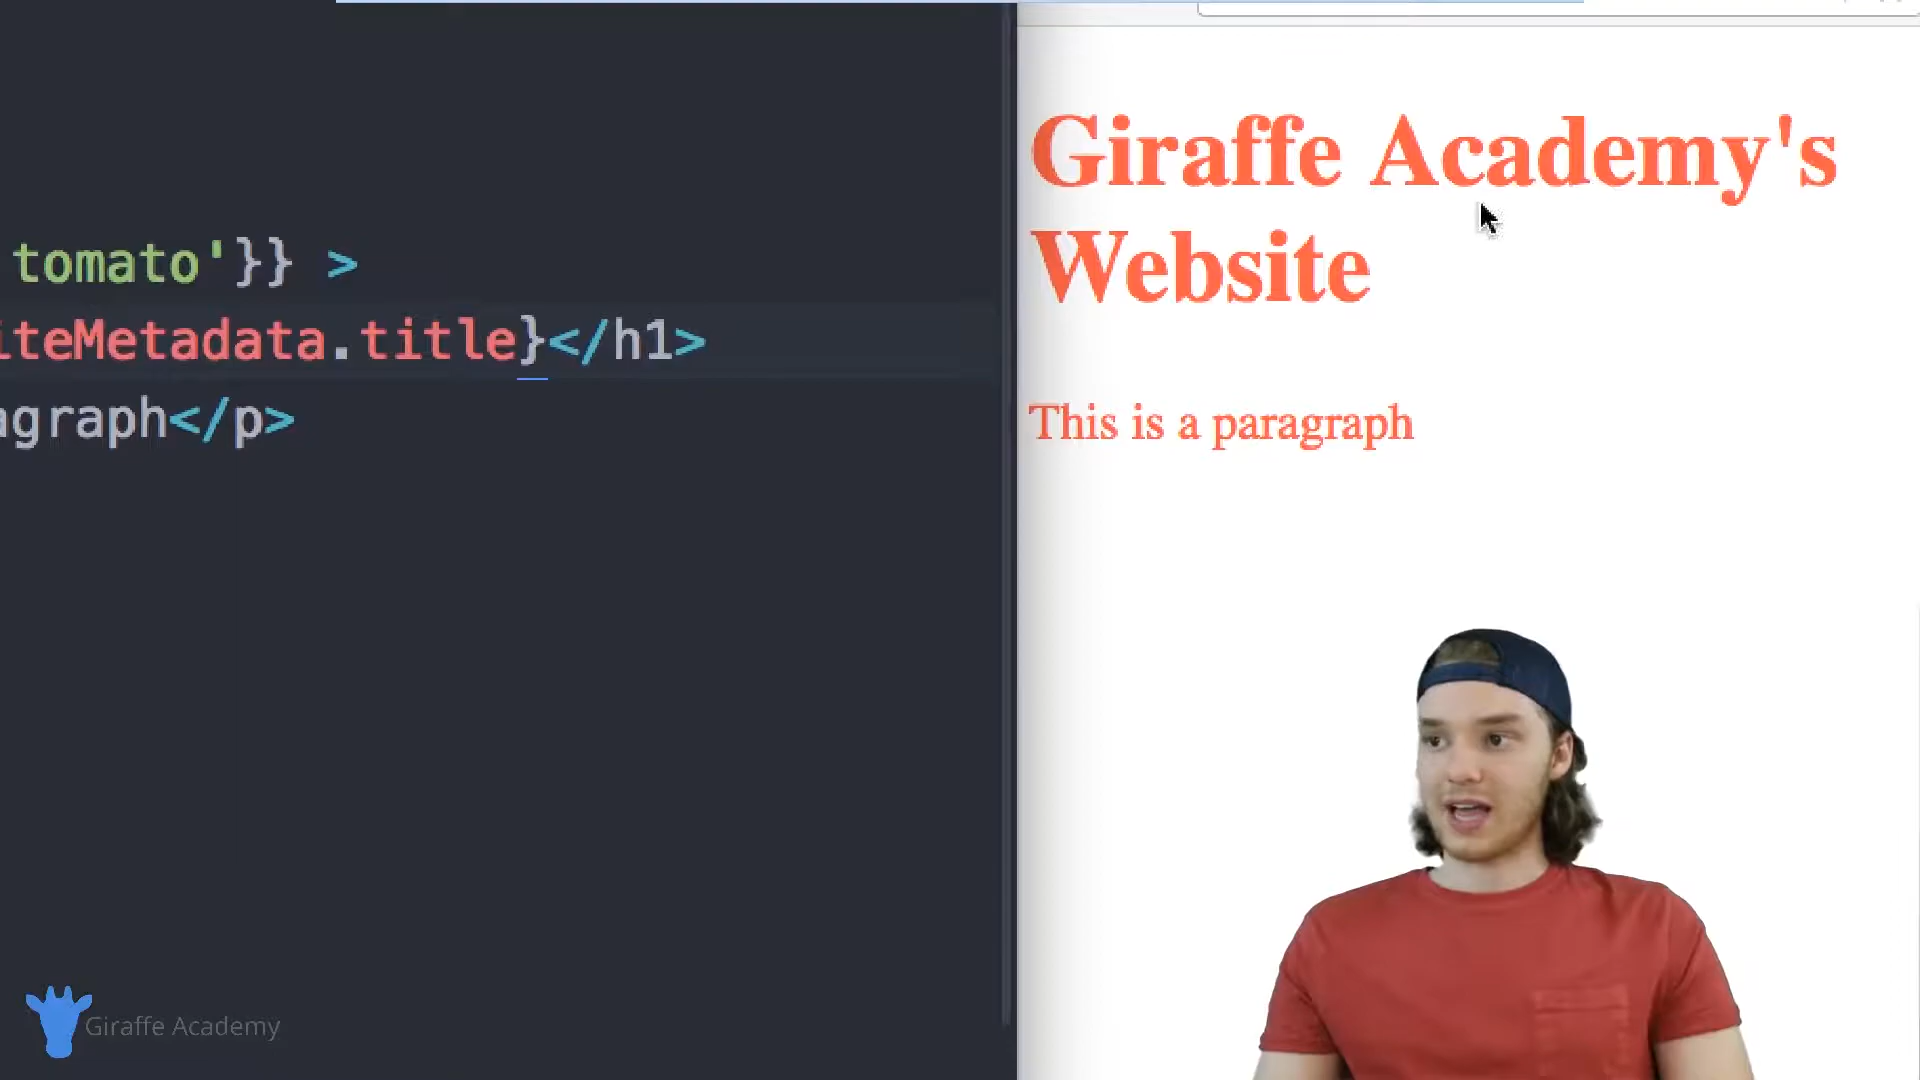 tomato'}} >
iteMetadata.title}</h1>
agraph</p>
Giraffe Academy's
Website
This is a paragraph
Giraffe Academy